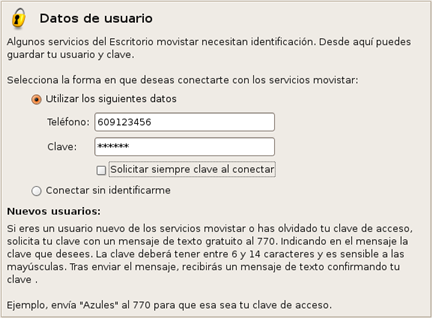 Datos de usuario
Algunos servicios del Escritorio movistar necesitan identificación. Desde aquí puedes
guardar tu usuario y clave.
Selecciona la forma en que deseas conectarte con los servicios movistar:
Utilizar los siguientes datos
Teléfono: 609123456
Clave: ******
Solicitar siempre clave al conectar
Conectar sin identificarme
Nuevos usuarios:
Si eres un usuario nuevo de los servicios movistar o has olvidado tu clave de acceso,
solicita tu clave con un mensaje de texto gratuito al 770. Indicando en el mensaje la
clave que desees. La clave deberá tener entre 6 y 14 caracteres y es sensible a las
mayúsculas. Tras enviar el mensaje, recibirás un mensaje de texto confirmando tu
clave .
Ejemplo, envía "Azules" al 770 para que esa sea tu clave de acceso.